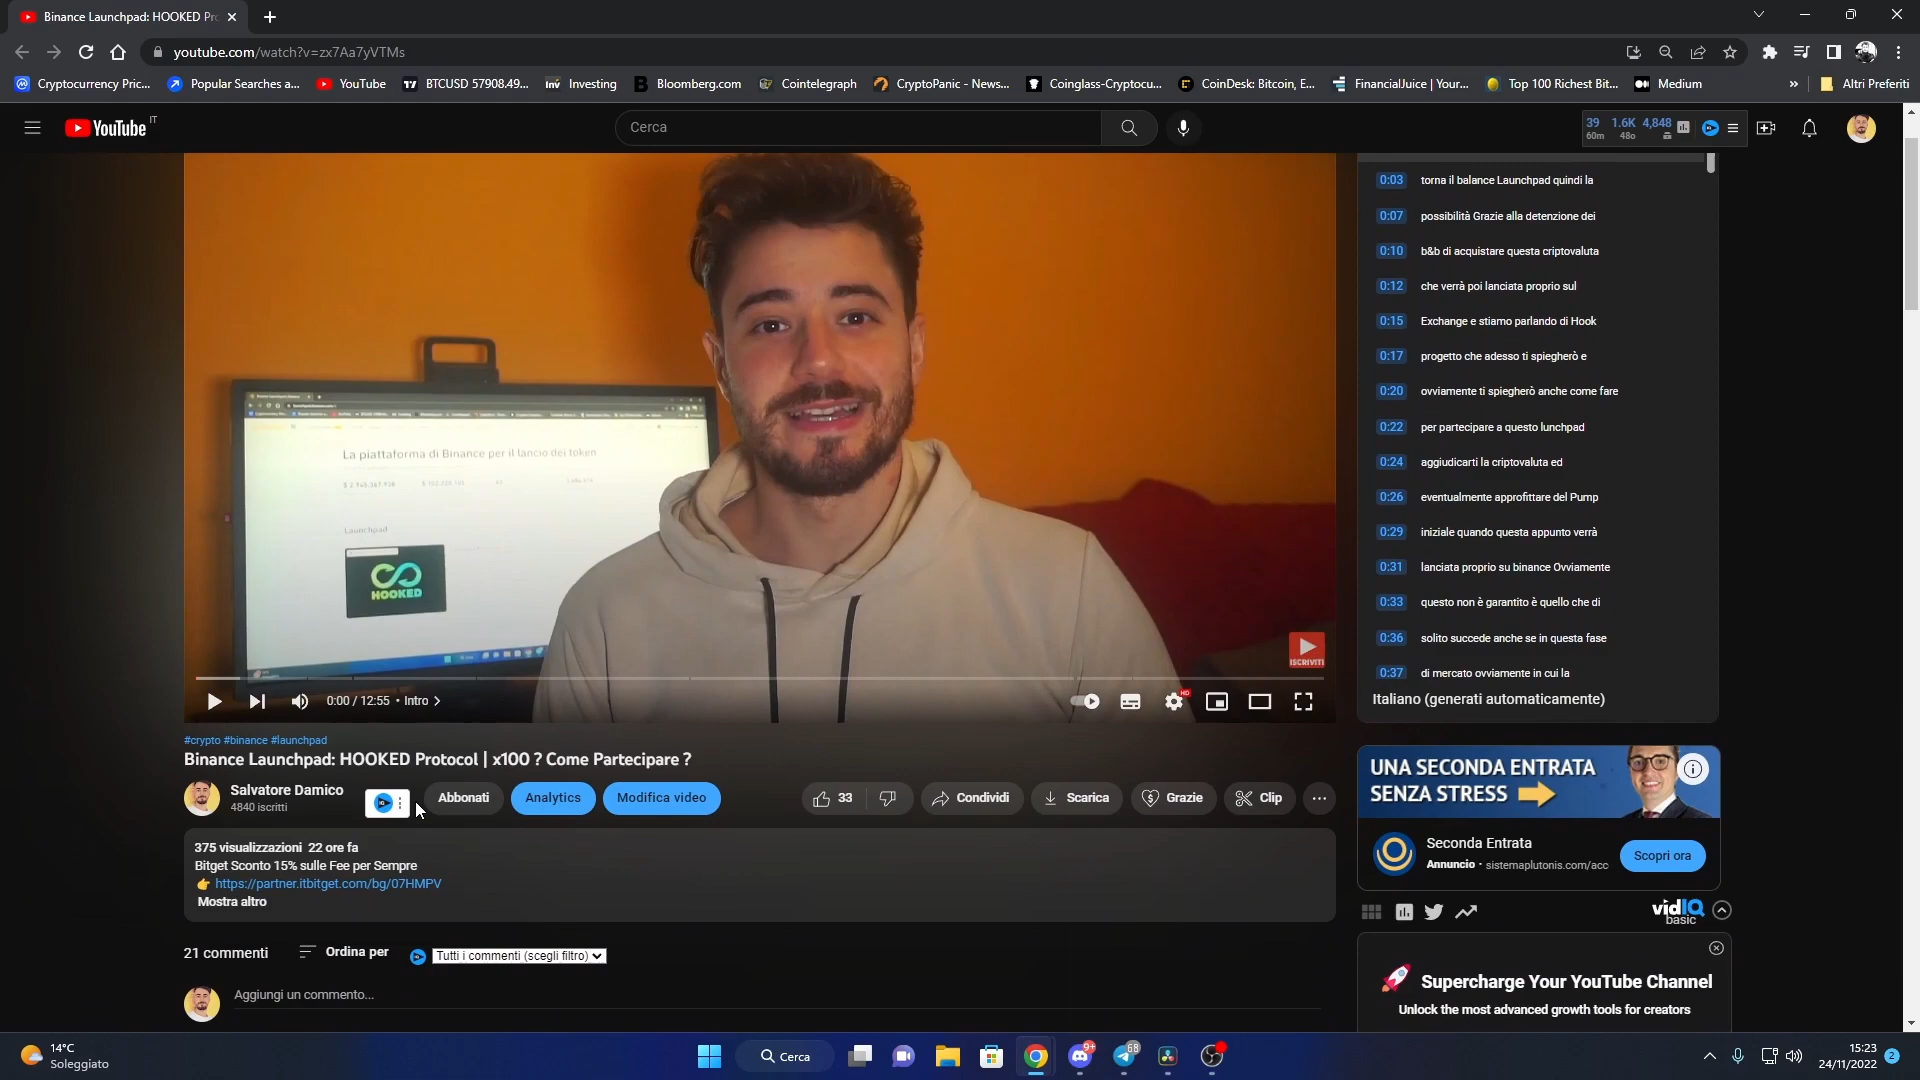 Binance Launchpad: HOOKED Pr
youtube.com/watch?v=zx7Aa7yVTMs
Cryptocurrency Pric...
Popular Searches a...
YouTube
BTCUSD 57908.49...
Inv Investing
Bloomberg.com
Cointelegraph
CryptoPanic - News...
Coinglass-Cryptocu...
CoinDesk: Bitcoin, E...
FinancialJuice | Your...
Top 100 Richest Bit...
Medium
»
Altri Preferiti
YouTube IT
Cerca
39 1.6K 4,848
60m 48o
0:03 torna il balance Launchpad quindi la
0:07 possibilità Grazie alla detenzione dei
0:10 b&b di acquistare questa criptovaluta
0:12 che verrà poi lanciata proprio sul
0:15 Exchange e stiamo parlando di Hook
0:17 progetto che adesso ti spiegherò e
0:20 ovviamente ti spiegherò anche come fare
0:22 per partecipare a questo lunchpad
0:24 aggiudicarti la criptovaluta ed
0:26 eventualmente approfittare del Pump
0:29 iniziale quando questa appunto verrà
0:31 lanciata proprio su binance Ovviamente
0:33 questo non è garantito è quello che di
0:36 solito succede anche se in questa fase
0:37 di mercato ovviamente in cui la
Italiano (generati automaticamente)
La piattaforma di Binance per il lancio dei token
Launchpad
HOOKED
ISCRIVITI
0:00 / 12:55 • Intro
HD
#crypto #binance #launchpad
Binance Launchpad: HOOKED Protocol | x100 ? Come Partecipare ?
Salvatore Damico
4840 iscritti
Abbonati
Analytics
Modifica video
33
Condividi
Scarica
Grazie
Clip
375 visualizzazioni 22 ore fa
Bitget Sconto 15% sulle Fee per Sempre
👉 https://partner.itbitget.com/bg/07HMPV
Mostra altro
21 commenti
Ordina per
Tutti i commenti (scegli filtro)
Aggiungi un commento...
UNA SECONDA ENTRATA
SENZA STRESS
Seconda Entrata
Annuncio • sistemaplutonis.com/acc
Scopri ora
vidIQ
basic
Supercharge Your YouTube Channel
Unlock the most advanced growth tools for creators
14°C
Soleggiato
Cerca
9+
68
15:23
24/11/2022
2